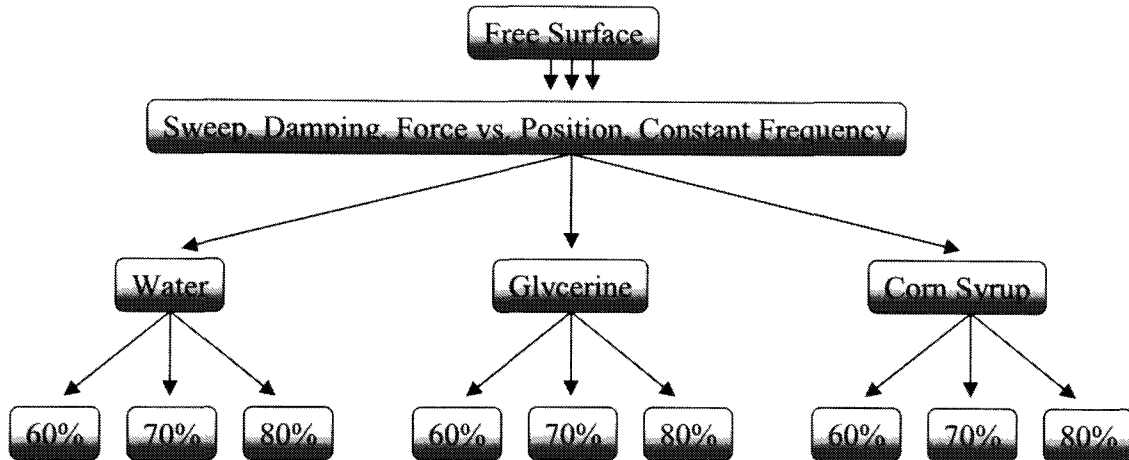 Free Surface
Sweep, Damping, Force vs. Position, Constant Frequency
Water
Glycerine
Corn Syrup
60%
70%
80%
60%
70%
80%
60%
70%
80%